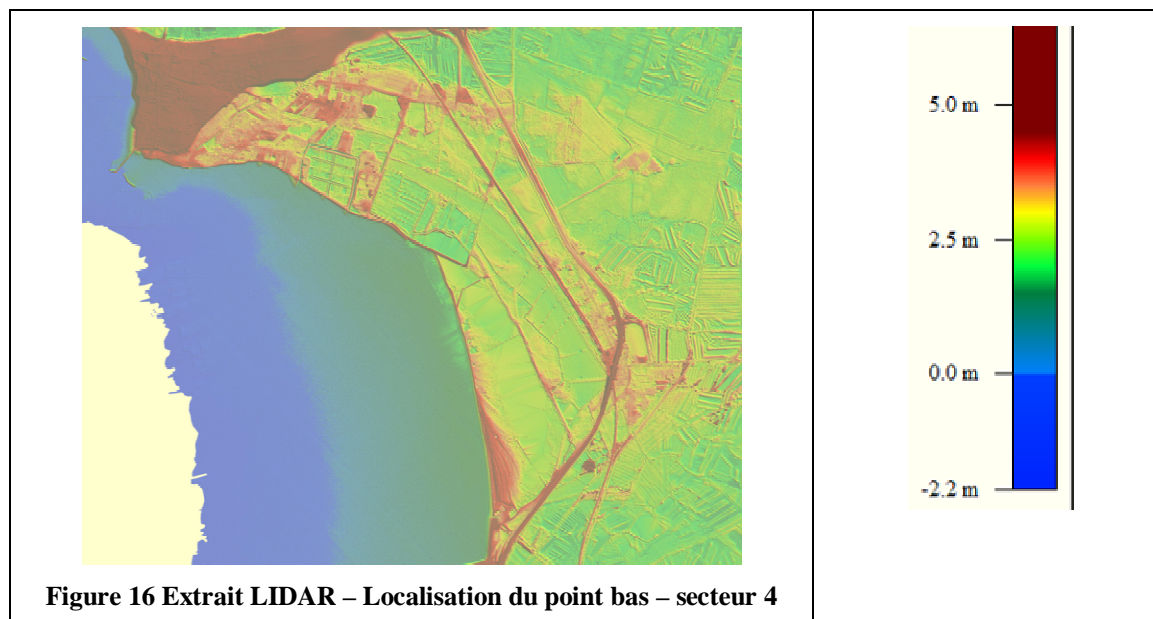 5.0 m
2.5 m
0.0 m
-2.2 m
Figure 16 Extrait LIDAR – Localisation du point bas – secteur 4